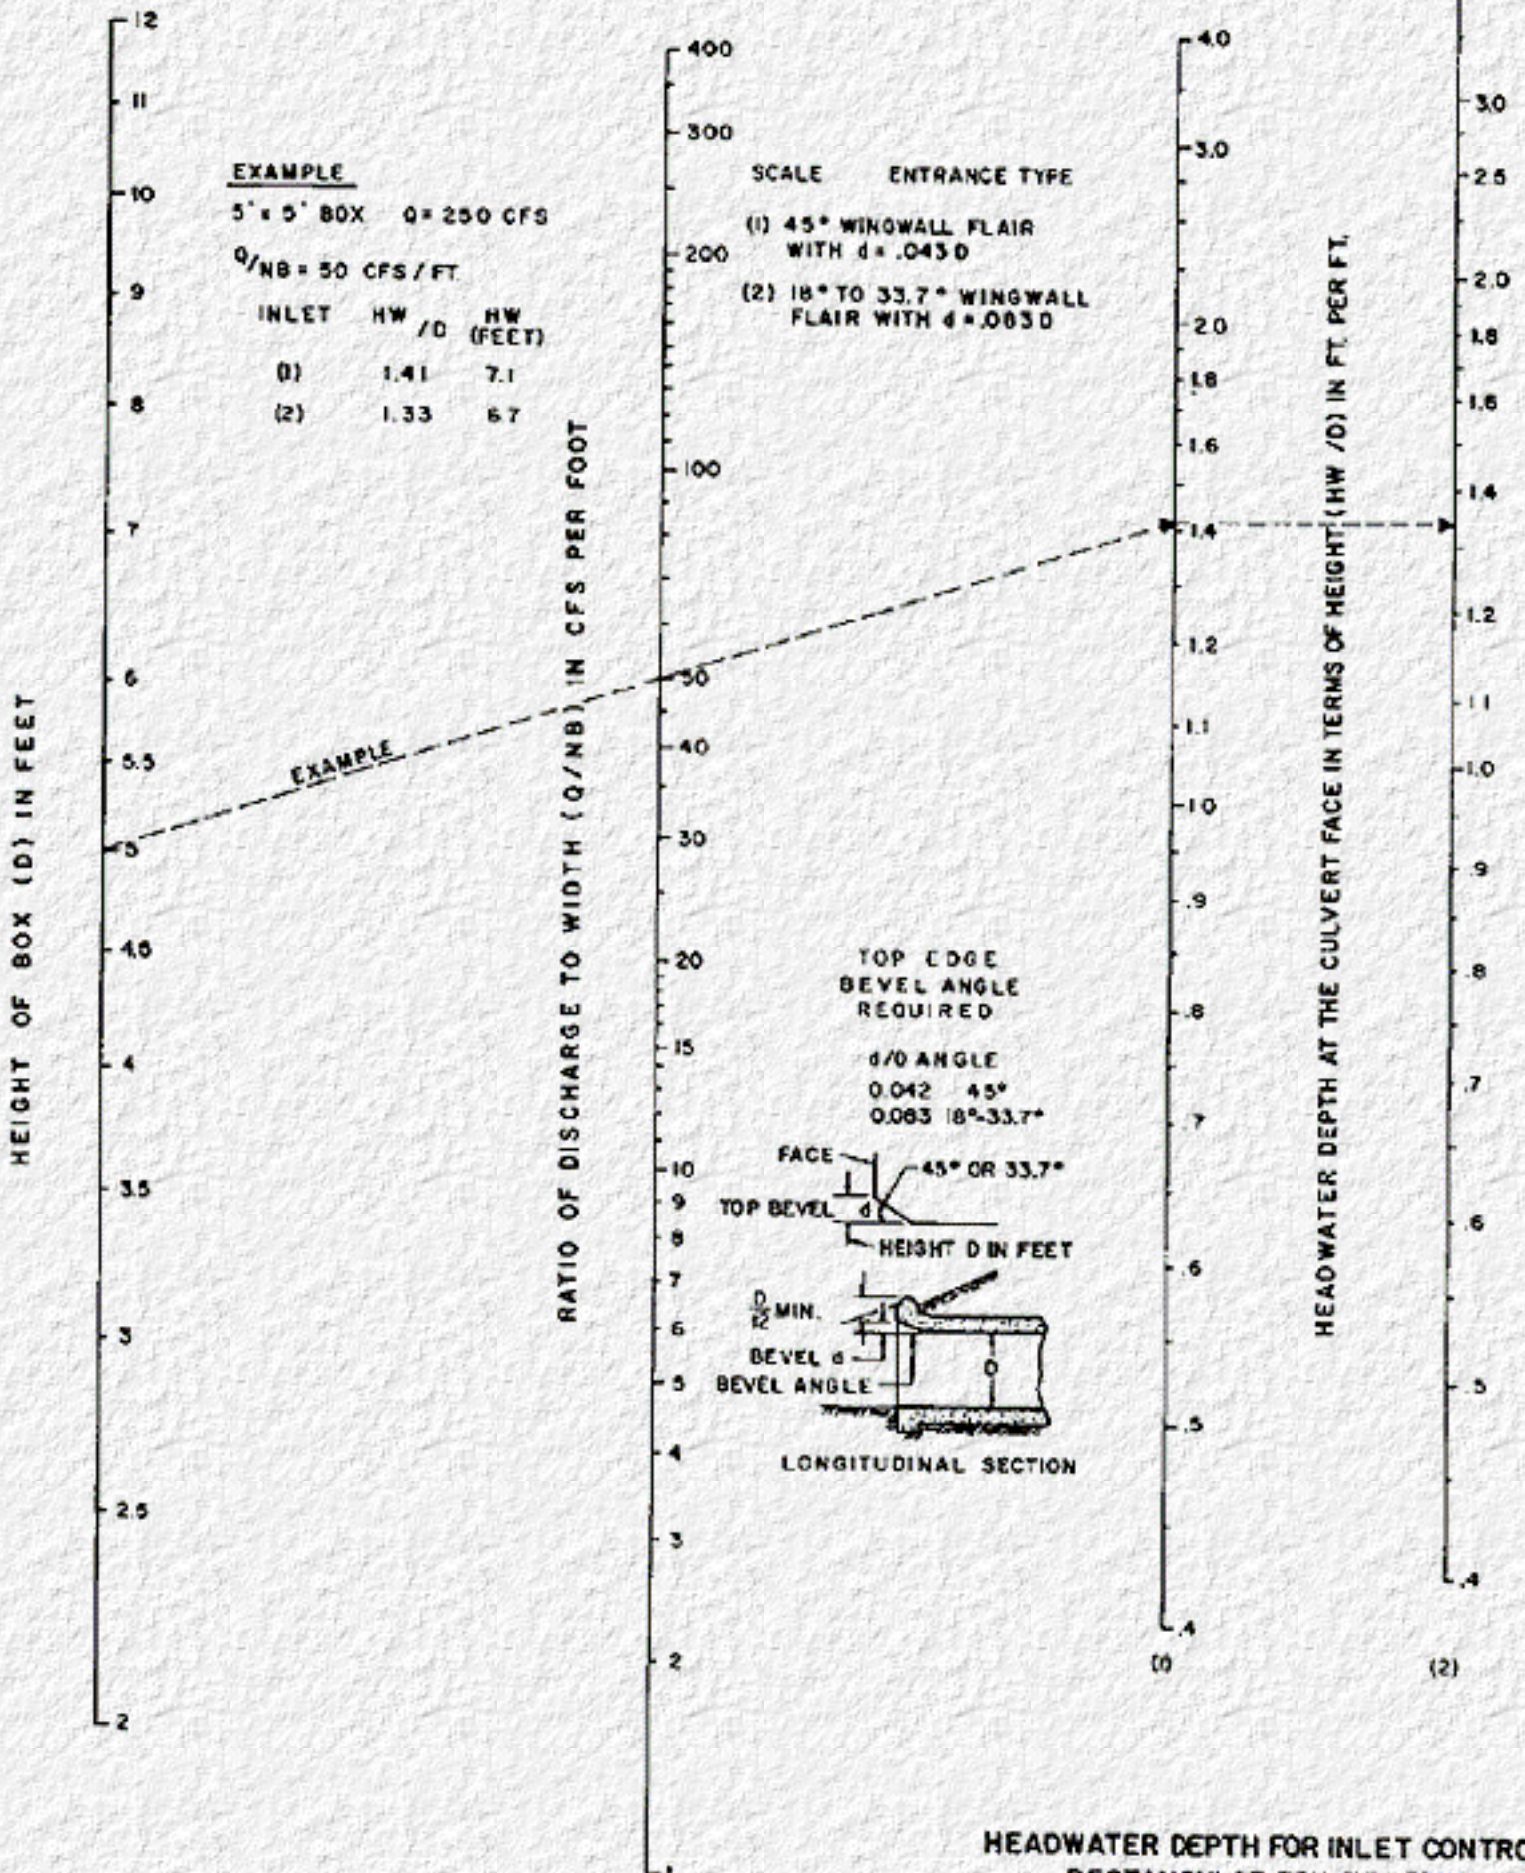 HEIGHT OF BOX (D) IN FEET
12
11
10
9
8
7
6
5.5
5
4.5
4
3.5
3
2.5
2
EXAMPLE
5' x 5' BOX Q = 250 CFS
Q/NB = 50 CFS / FT.
INLET HW/D HW (FEET)
(1) 1.41 7.1
(2) 1.33 6.7
EXAMPLE
RATIO OF DISCHARGE TO WIDTH (Q/NB) IN CFS PER FOOT
400
300
200
100
50
40
30
20
15
10
9
8
7
6
5
4
3
2
SCALE ENTRANCE TYPE
(1) 45° WINGWALL FLAIR
WITH d = .043 D
(2) 18° TO 33.7° WINGWALL
FLAIR WITH d = .083 D
TOP EDGE
BEVEL ANGLE
REQUIRED
d/D ANGLE
0.042 45°
0.083 18°-33.7°
FACE
45° OR 33.7°
TOP BEVEL d
HEIGHT D IN FEET
D/12 MIN.
BEVEL d
BEVEL ANGLE
D
LONGITUDINAL SECTION
4.0
3.0
2.0
1.8
1.6
1.4
1.2
1.1
1.0
.9
.8
.7
.6
.5
.4
(1)
HEADWATER DEPTH AT THE CULVERT FACE IN TERMS OF HEIGHT (HW /D) IN FT. PER FT.
3.0
2.5
2.0
1.8
1.6
1.4
1.2
1.1
1.0
.9
.8
.7
.6
.5
.4
(2)
HEADWATER DEPTH FOR INLET CONTRO